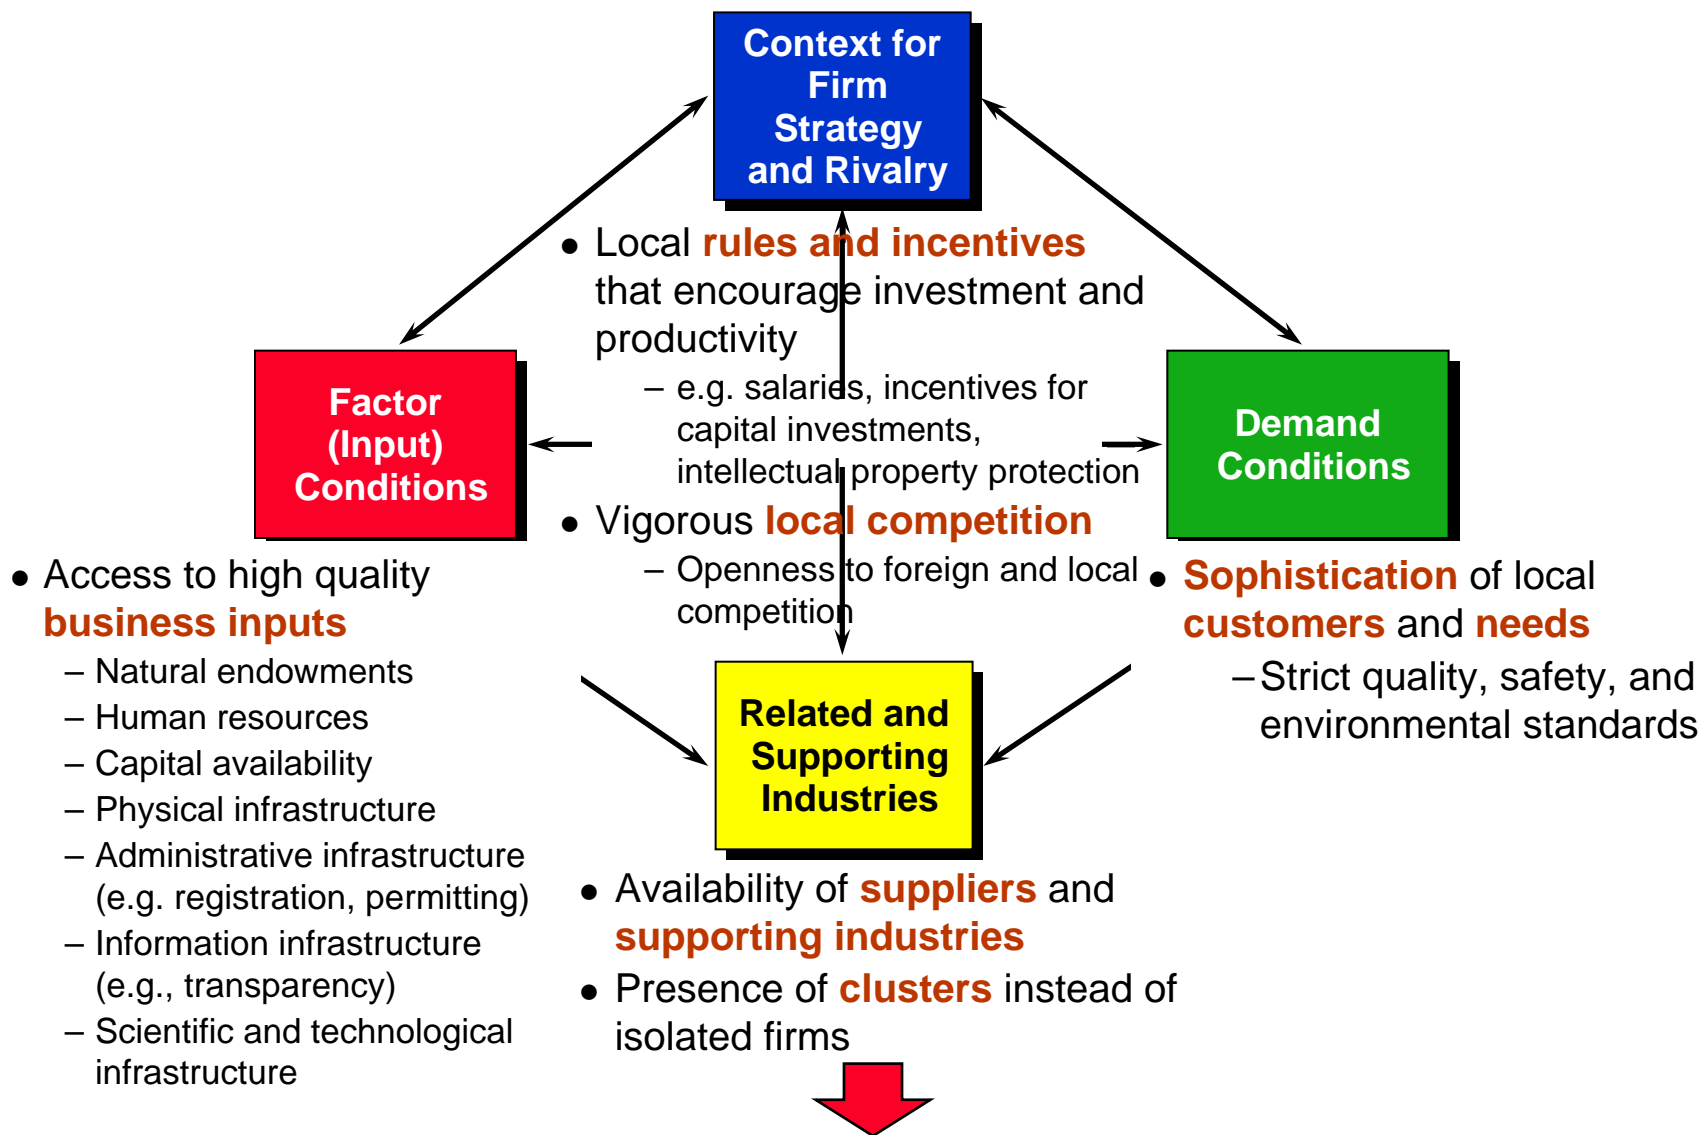 Context for
Firm
Strategy
and Rivalry
● Local rules and incentives
that encourage investment and
productivity
– e.g. salaries, incentives for
capital investments,
intellectual property protection
● Vigorous local competition
– Openness to foreign and local
competition
Factor
(Input)
Conditions
● Access to high quality
business inputs
– Natural endowments
– Human resources
– Capital availability
– Physical infrastructure
– Administrative infrastructure
(e.g. registration, permitting)
– Information infrastructure
(e.g., transparency)
– Scientific and technological
infrastructure
Demand
Conditions
● Sophistication of local
customers and needs
– Strict quality, safety, and
environmental standards
Related and
Supporting
Industries
● Availability of suppliers and
supporting industries
● Presence of clusters instead of
isolated firms